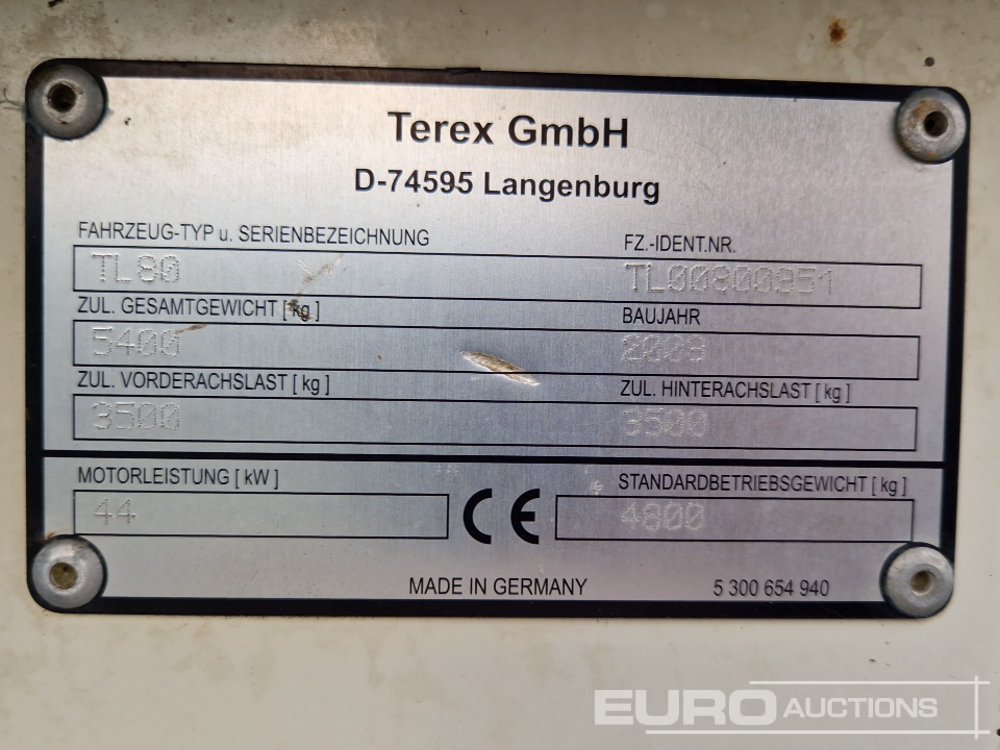 Terex GmbH
D-74595 Langenburg
FAHRZEUG-TYP u. SERIENBEZEICHNUNG FZ.-IDENT.NR.
TL80
ZUL. GESAMTGEWICHT [ kg ] BAUJAHR
5400
ZUL. VORDERACHSLAST [ kg ] ZUL. HINTERACHSLAST [ kg ]
3500 3500
MOTORLEISTUNG [ kW ] STANDARDBETRIEBSGEWICHT [ kg ]
44 CE 4800
MADE IN GERMANY 5 300 654 940
EURO AUCTIONS